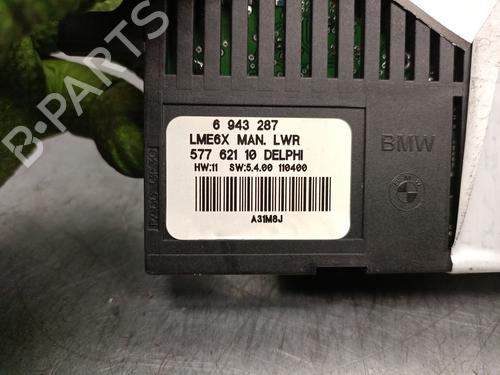 B-PARTS
6 943 287
LME6X MAN. LWR
577 621 10 DELPHI
HW:11 SW:5.4.00 110400
A31M8J
BMW